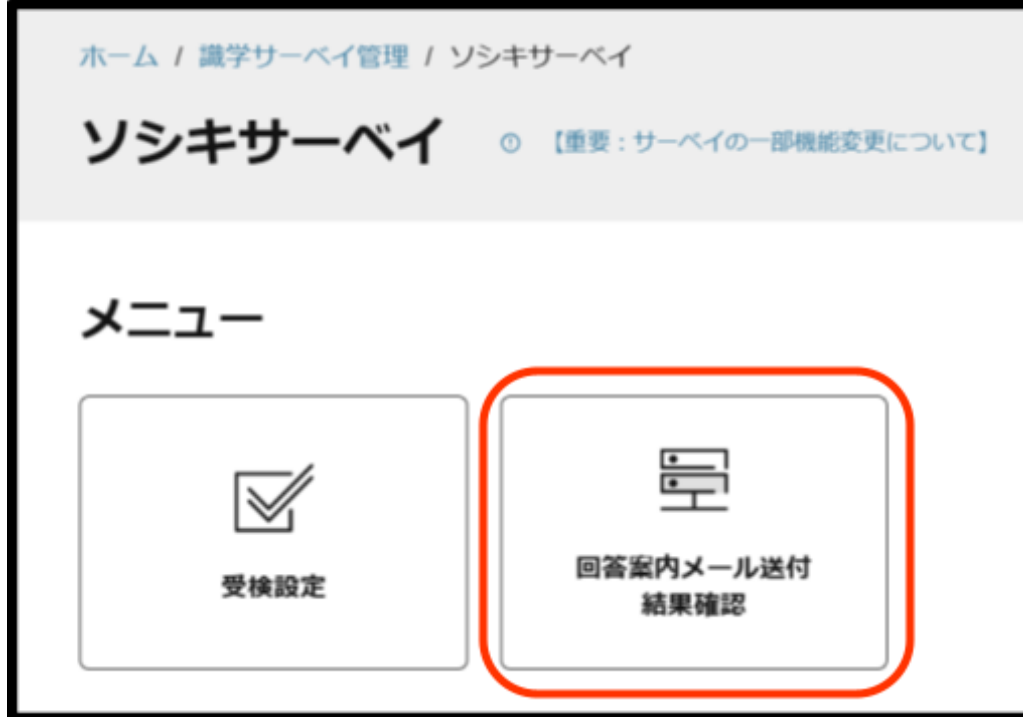 ホーム / 識学サーベイ管理 / ソシキサーベイ
ソシキサーベイ
【重要：サーベイの一部機能変更について】
メニュー
受検設定
回答案内メール送付
結果確認